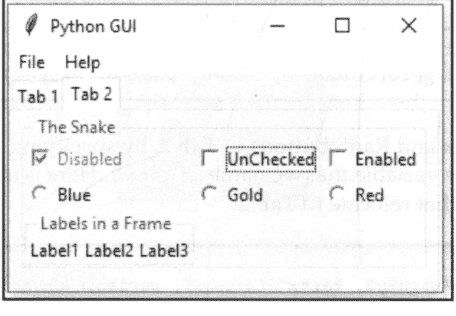 Python GUI
File Help
Tab 1 Tab 2
The Snake
Disabled UnChecked Enabled
Blue Gold Red
Labels in a Frame
Label1 Label2 Label3